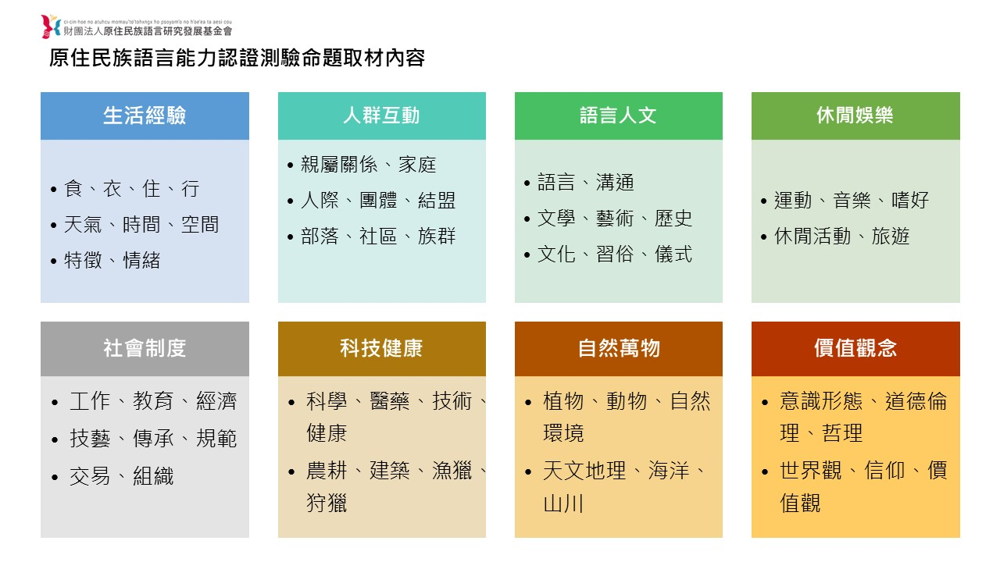 ci-cin-hoe no atuhcu momau'to'tohxngx ho psoyom'o no h'oe'ea ta aesi cou
財團法人原住民族語言研究發展基金會
原住民族語言能力認證測驗命題取材內容
生活經驗
• 食、衣、住、行
• 天氣、時間、空間
• 特徵、情緒
人群互動
• 親屬關係、家庭
• 人際、團體、結盟
• 部落、社區、族群
語言人文
• 語言、溝通
• 文學、藝術、歷史
• 文化、習俗、儀式
休閒娛樂
• 運動、音樂、嗜好
• 休閒活動、旅遊
社會制度
• 工作、教育、經濟
• 技藝、傳承、規範
• 交易、組織
科技健康
• 科學、醫藥、技術、
健康
• 農耕、建築、漁獵、
狩獵
自然萬物
• 植物、動物、自然
環境
• 天文地理、海洋、
山川
價值觀念
• 意識形態、道德倫
理、哲理
• 世界觀、信仰、價
值觀